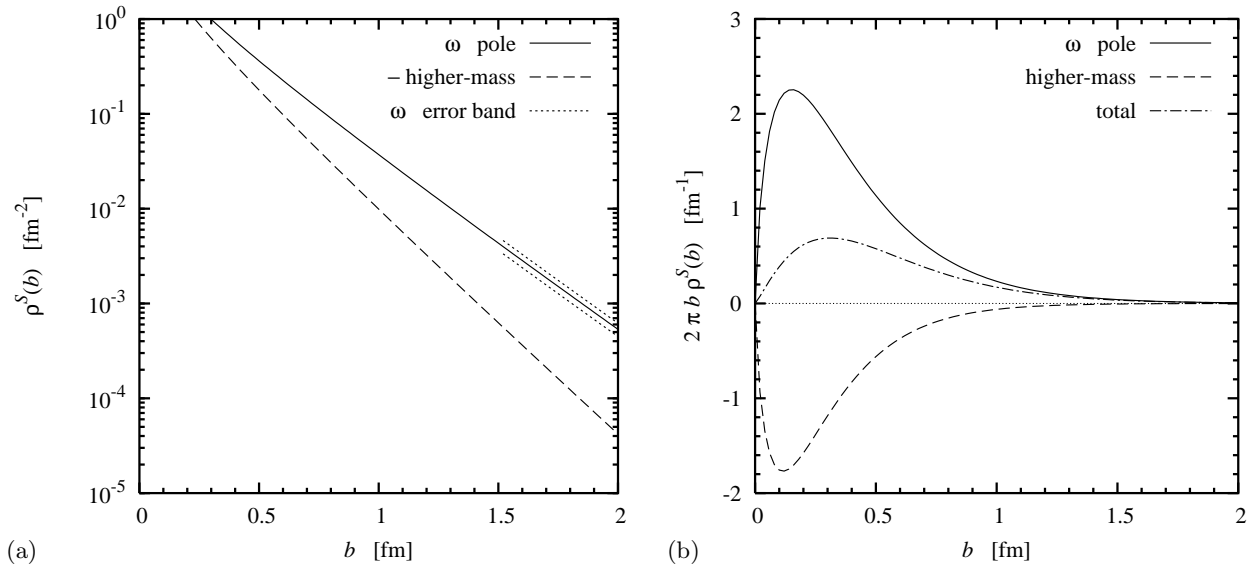 10^0
10^-1
10^-2
10^-3
10^-4
10^-5
ρ^S(b) [fm^-2]
ω pole
− higher-mass
ω error band
0 0.5 1 1.5 2
b [fm]
(a)
3
2
1
0
-1
-2
2 π b ρ^S(b) [fm^-1]
ω pole
higher-mass
total
0 0.5 1 1.5 2
b [fm]
(b)